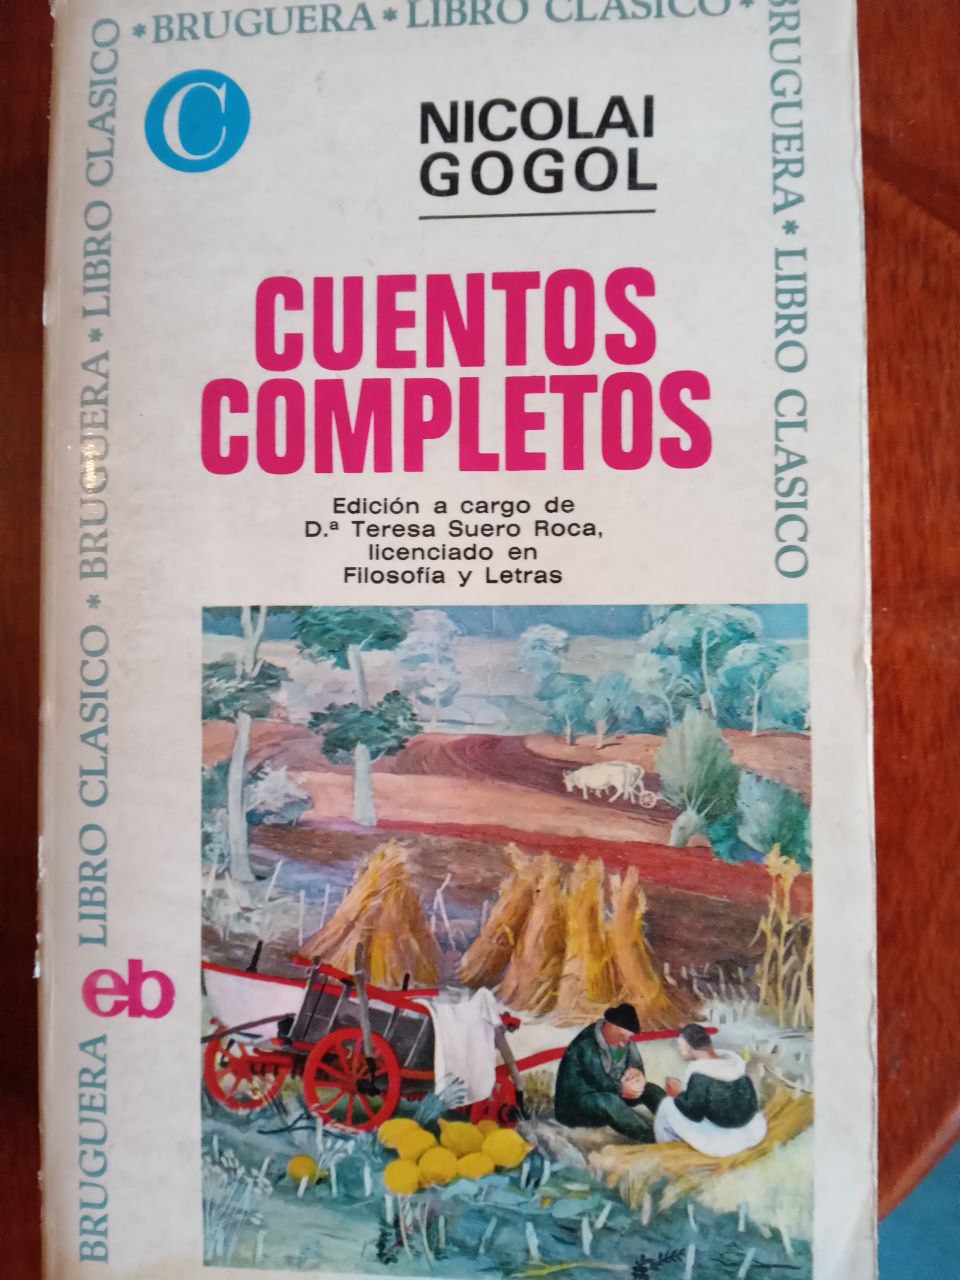 *BRUGUERA * LIBRO CLASICO *
C
NICOLAI
GOGOL
CUENTOS
COMPLETOS
Edición a cargo de
D.ª Teresa Suero Roca,
licenciado en
Filosofía y Letras
eb
BRUGUERA LIBRO CLASICO * BRUGUERA * LIBRO CLASICO
BRUGUERA * LIBRO CLASICO